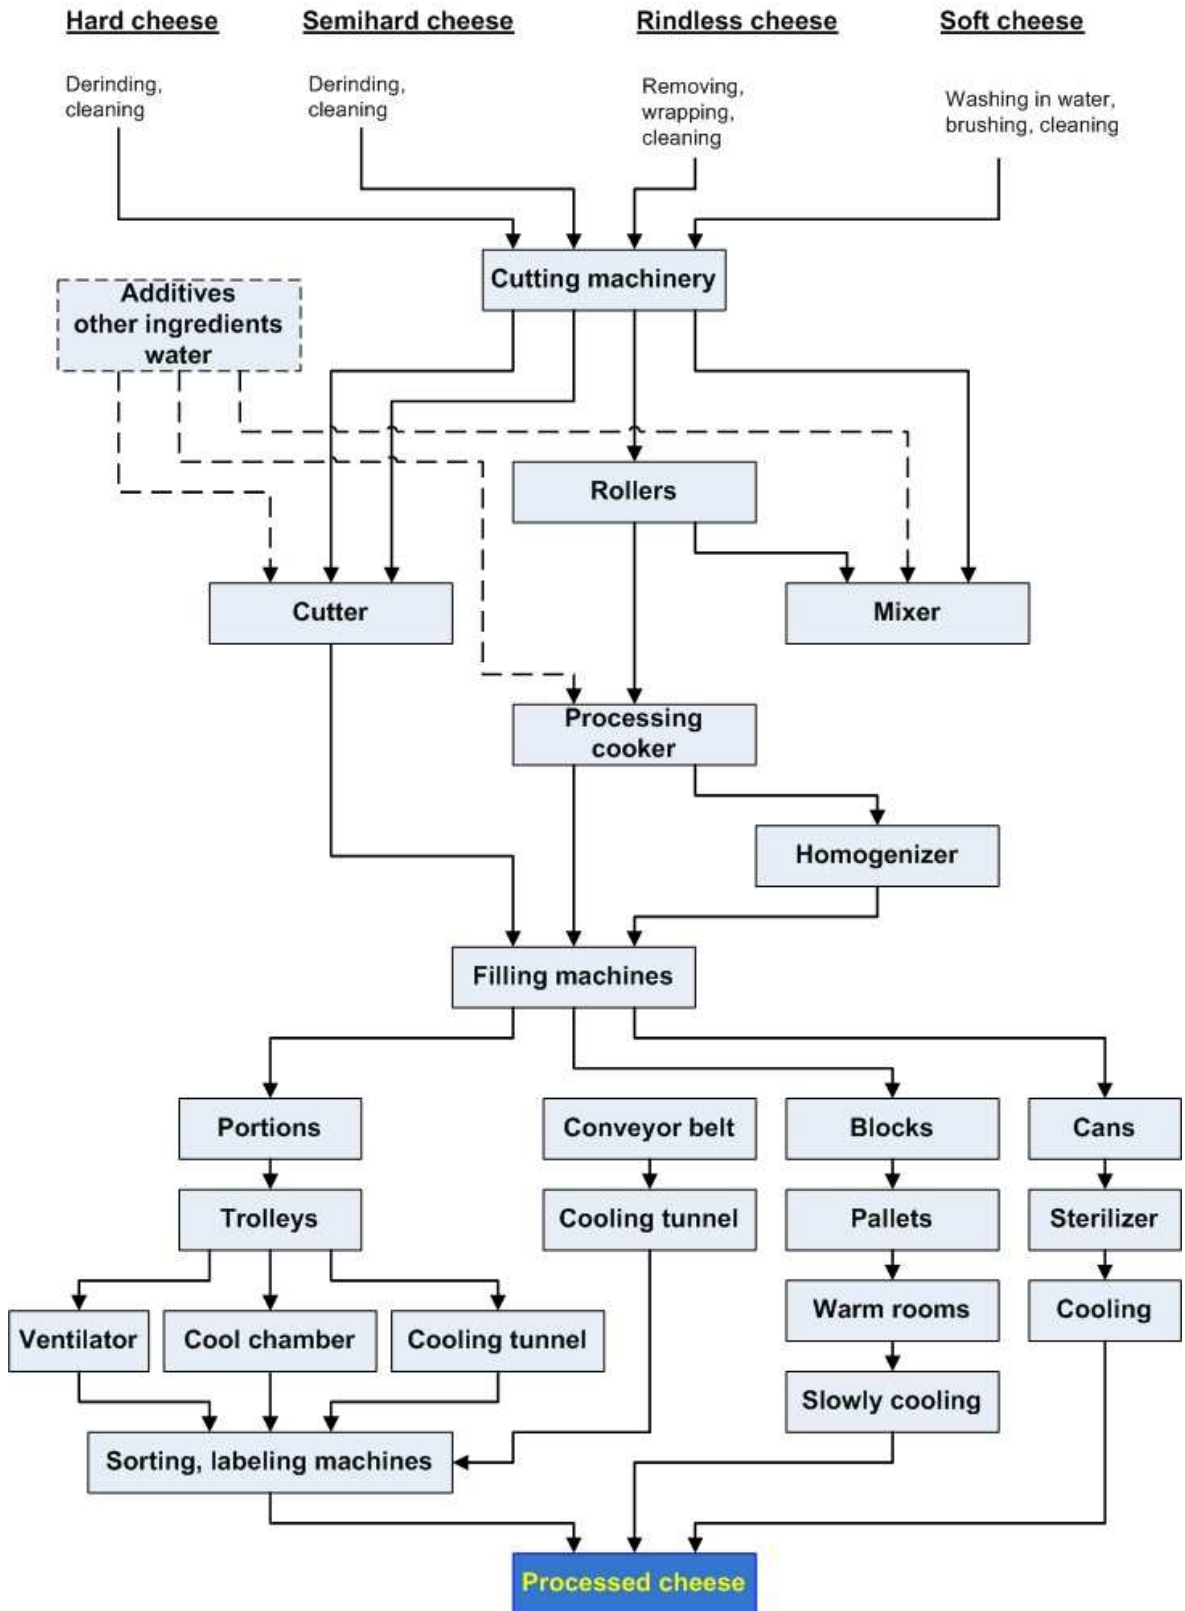 Hard cheese
Semihard cheese
Rindless cheese
Soft cheese
Derinding,
cleaning
Derinding,
cleaning
Removing,
wrapping,
cleaning
Washing in water,
brushing, cleaning
Cutting machinery
Additives
other ingredients
water
Rollers
Cutter
Mixer
Processing
cooker
Homogenizer
Filling machines
Portions
Conveyor belt
Blocks
Cans
Trolleys
Cooling tunnel
Pallets
Sterilizer
Ventilator
Cool chamber
Cooling tunnel
Warm rooms
Cooling
Slowly cooling
Sorting, labeling machines
Processed cheese